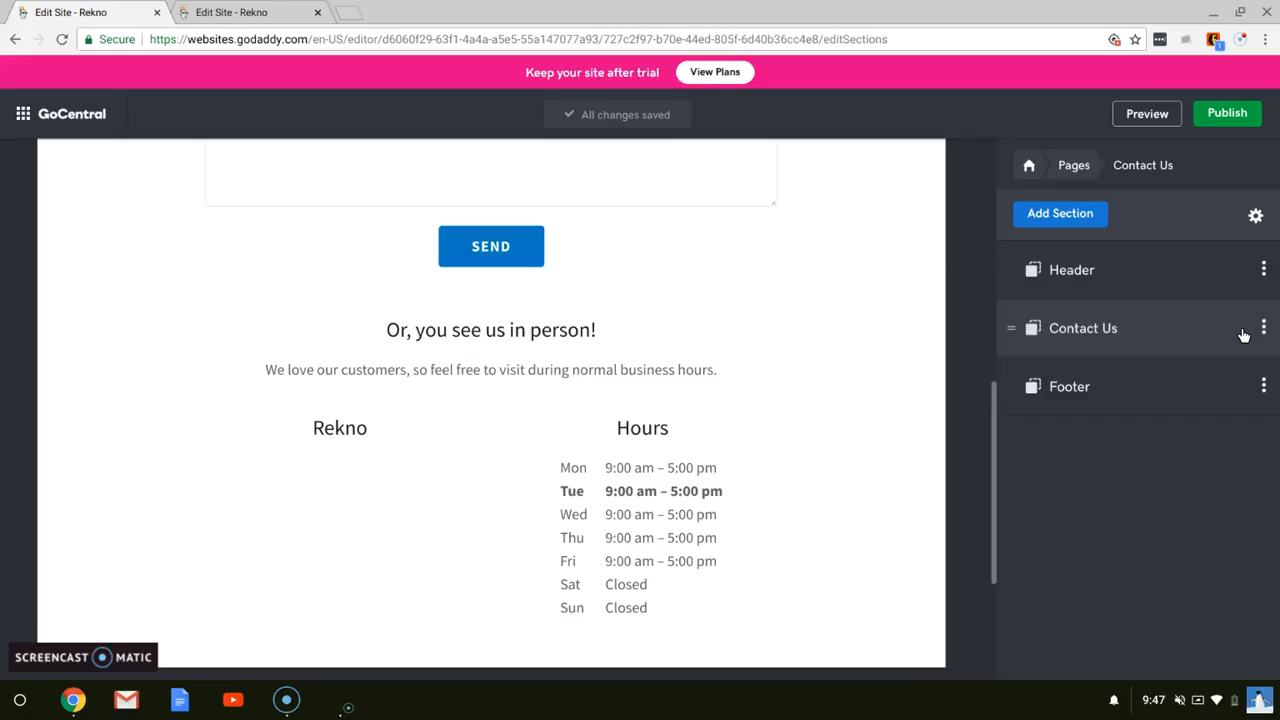 Edit Site - Rekno
Edit Site - Rekno
Secure
https://websites.godaddy.com/en-US/editor/d6060f29-63f1-4a4a-a5e5-55a147077a93/727c2f97-b70e-44ed-805f-6d40b36cc4e8/editSections
1
Keep your site after trial
View Plans
GoCentral
All changes saved
Preview
Publish
Pages
Contact Us
Add Section
Header
Contact Us
Footer
SEND
Or, you see us in person!
We love our customers, so feel free to visit during normal business hours.
Rekno
Hours
Mon 9:00 am – 5:00 pm
Tue 9:00 am – 5:00 pm
Wed 9:00 am – 5:00 pm
Thu 9:00 am – 5:00 pm
Fri 9:00 am – 5:00 pm
Sat Closed
Sun Closed
SCREENCAST MATIC
9:47